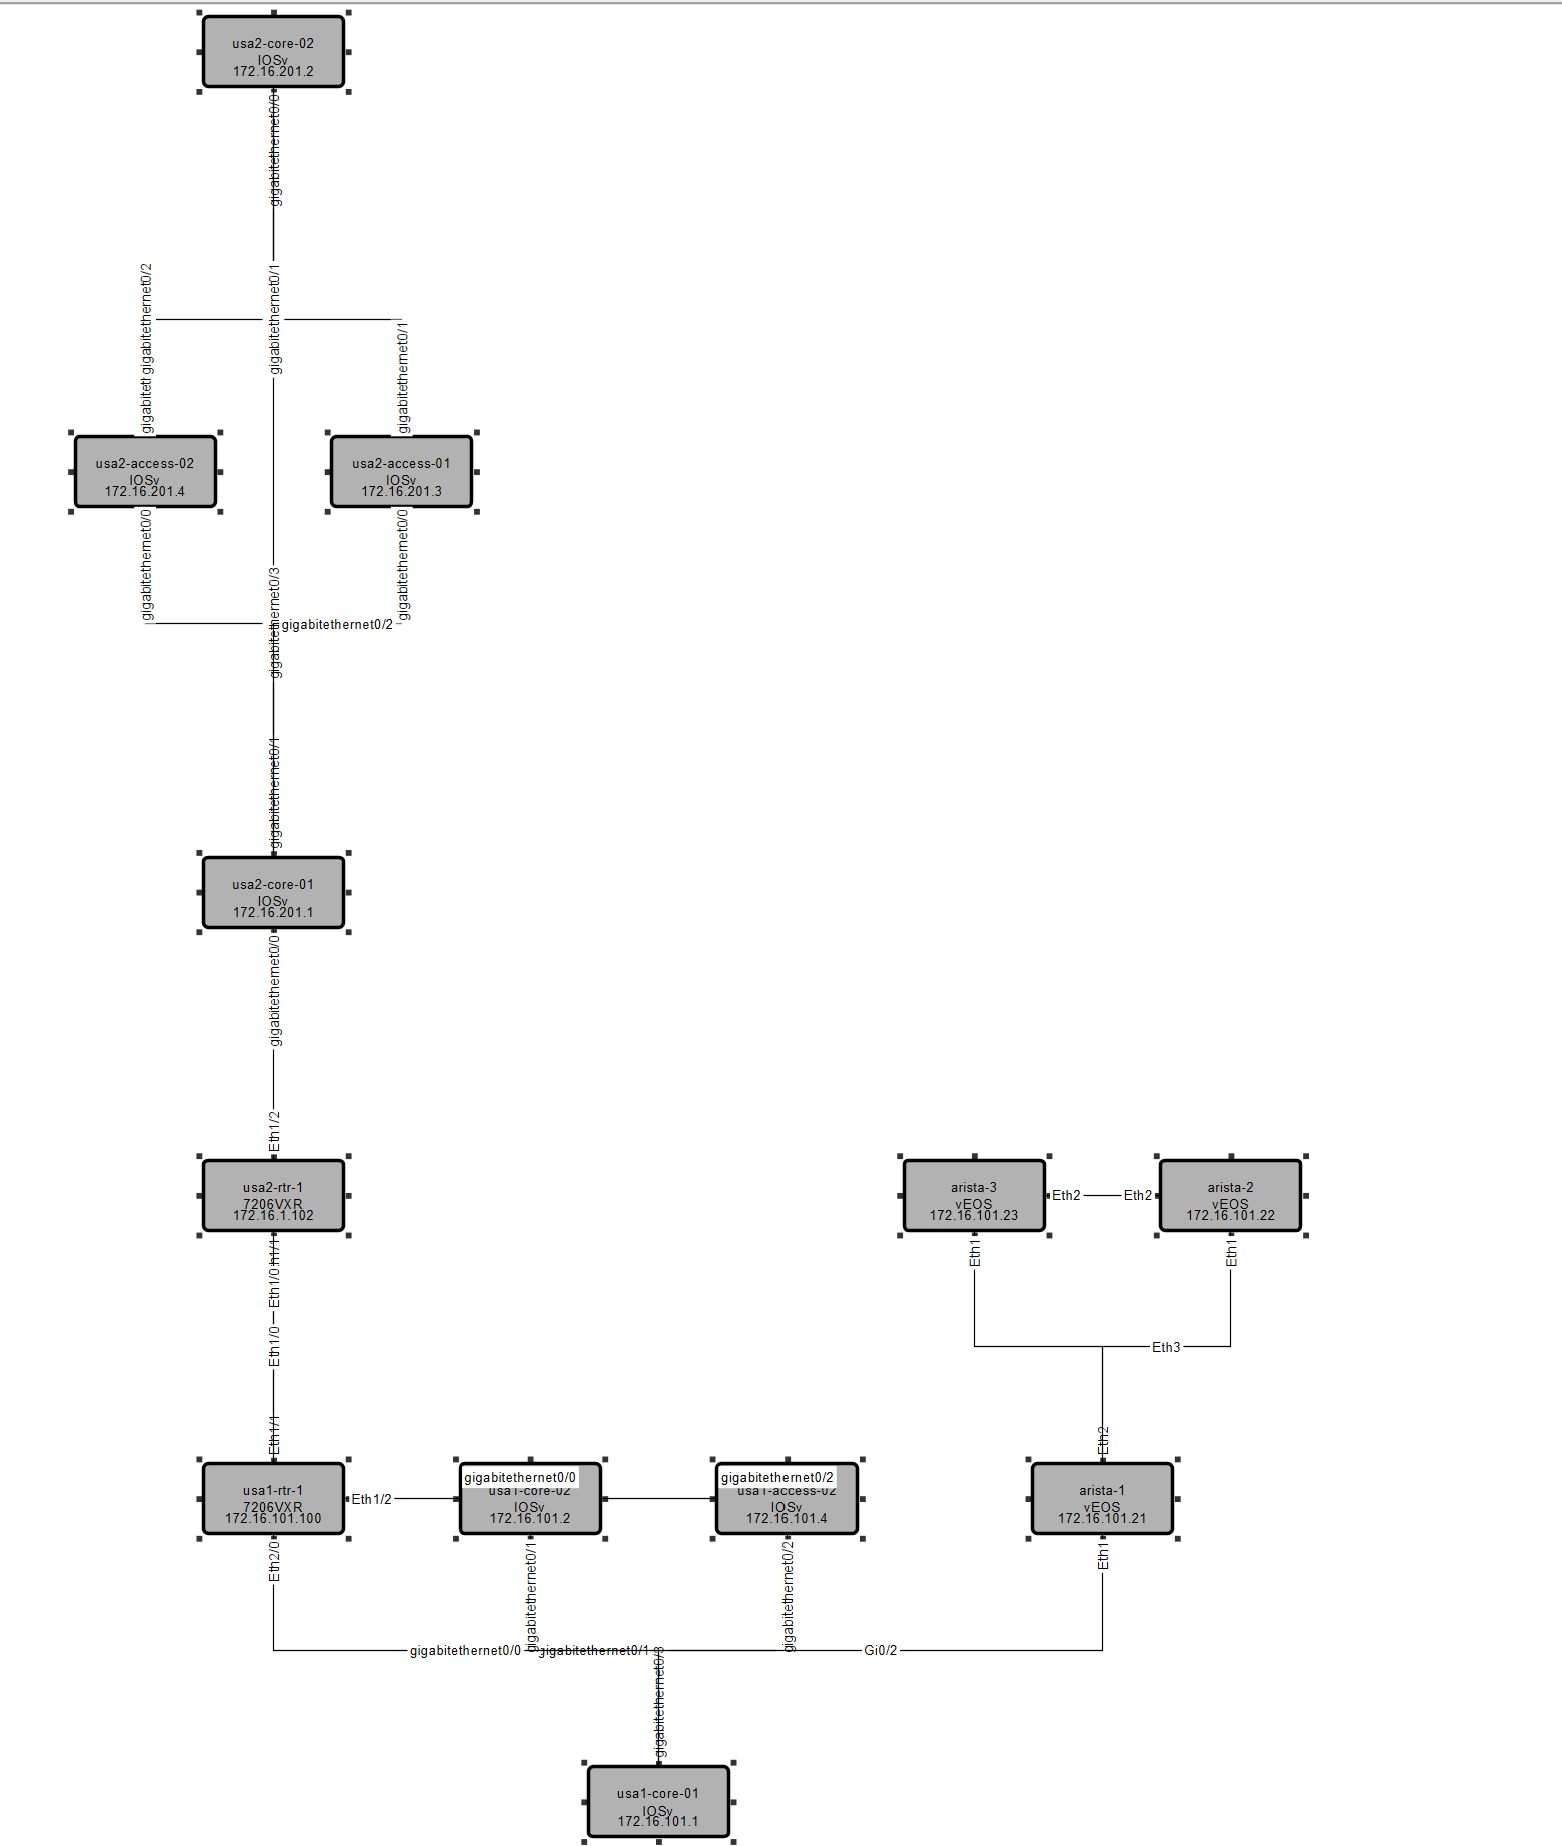 usa2-core-02
IOSv
172.16.201.2
gigabitethernet0/0
gigabitethernet0/2
gigabitethernet0/1
gigabitethernet0/1
gigabitethernet
usa2-access-02
IOSv
172.16.201.4
usa2-access-01
IOSv
172.16.201.3
gigabitethernet0/0
gigabitethernet0/0
gigabitethernet0/3
gigabitethernet0/2
gigabitethernet0/1
usa2-core-01
IOSv
172.16.201.1
gigabitethernet0/0
Eth1/2
usa2-rtr-1
7206VXR
172.16.1.102
arista-3
vEOS
172.16.101.23
Eth2
Eth2
arista-2
vEOS
172.16.101.22
h1/1
Eth1/0
Eth1
Eth1
Eth1/0
Eth3
Eth1/1
Eth2
usa1-rtr-1
7206VXR
172.16.101.100
Eth1/2
gigabitethernet0/0
usa1-core-02
IOSv
172.16.101.2
gigabitethernet0/2
usa1-access-02
IOSv
172.16.101.4
arista-1
vEOS
172.16.101.21
Eth2/0
gigabitethernet0/1
gigabitethernet0/2
Eth1
gigabitethernet0/0
gigabitethernet0/1
Gi0/2
gigabitethernet0/3
usa1-core-01
IOSv
172.16.101.1